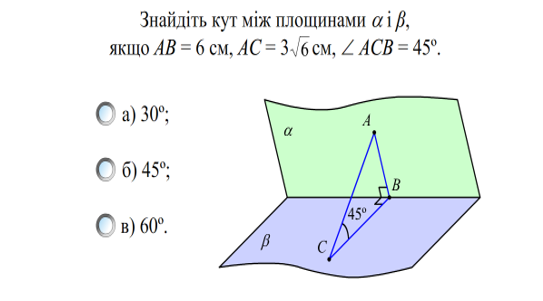 Знайдіть кут між площинами α і β,
якщо AB = 6 см, AC = 3√6 см, ∠ ACB = 45º.
а) 30º;
б) 45º;
в) 60º.
α
A
B
45º
C
β